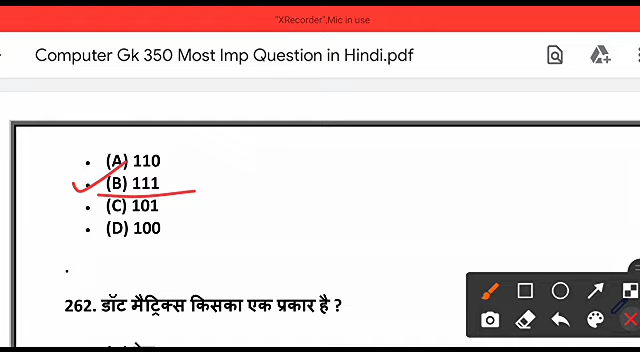 "XRecorder",Mic in use
Computer Gk 350 Most Imp Question in Hindi.pdf
• (A) 110
• (B) 111
• (C) 101
• (D) 100
.
262. डॉट मैट्रिक्स किसका एक प्रकार है ?